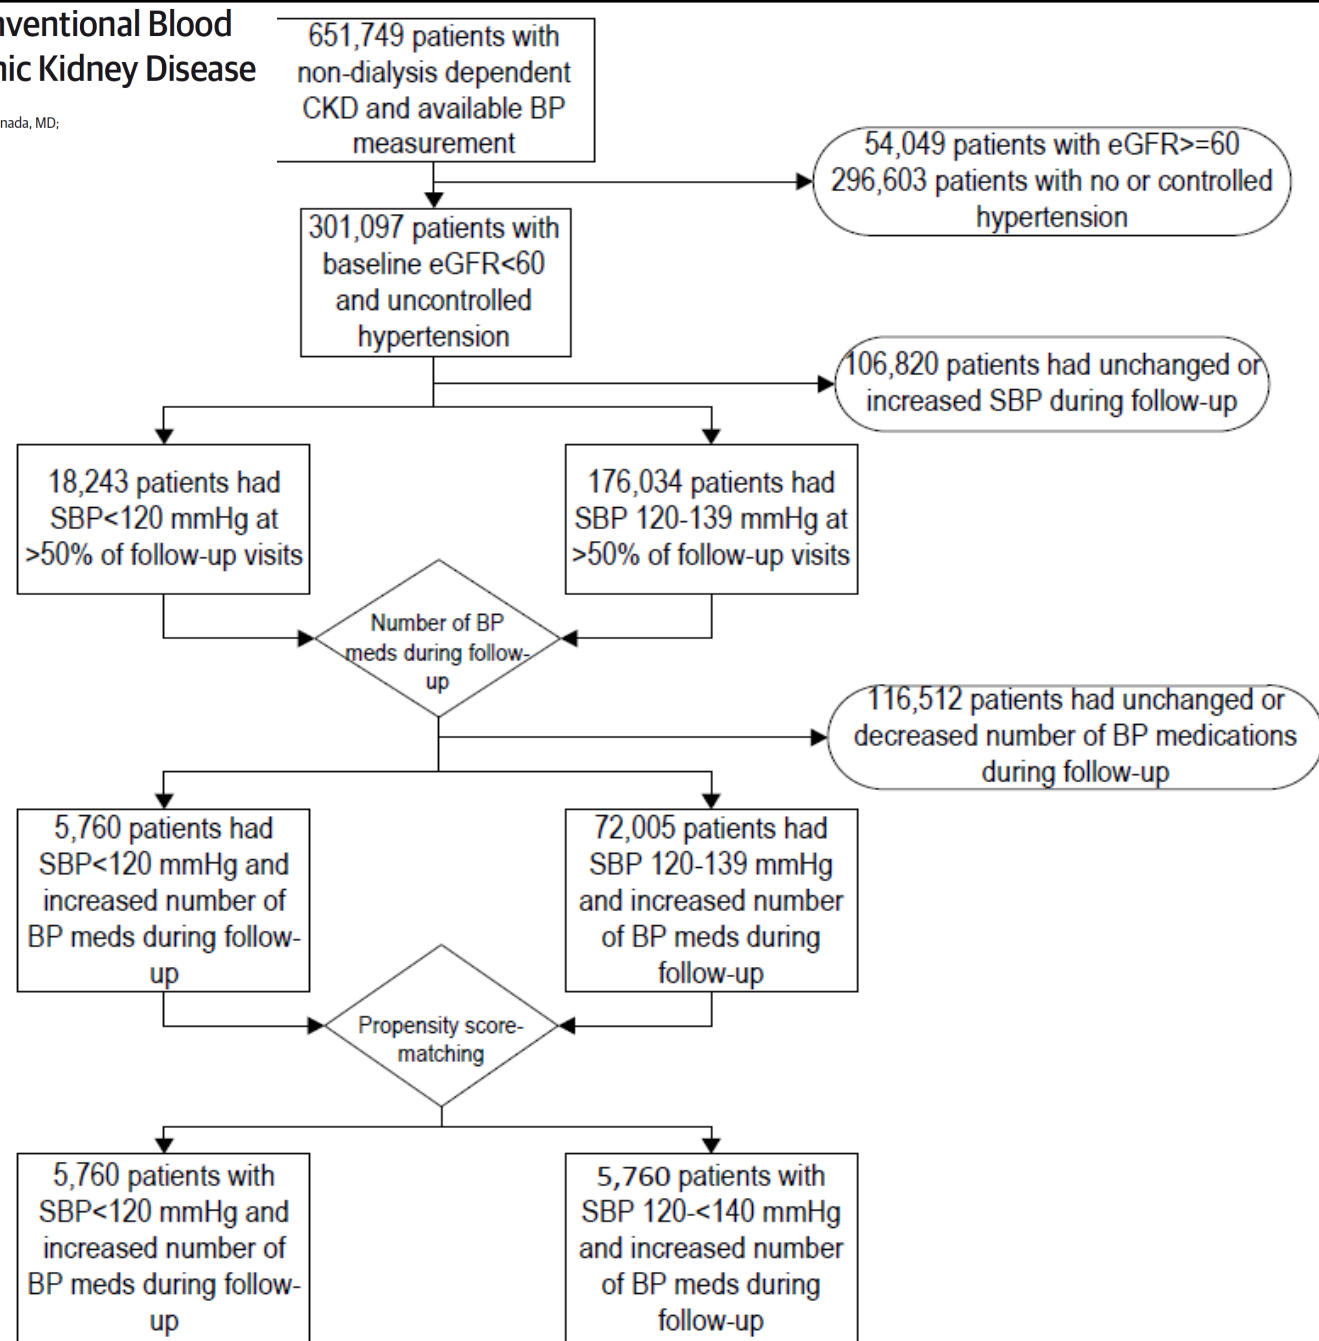 nventional Blood
nic Kidney Disease
nada, MD;
651,749 patients with
non-dialysis dependent
CKD and available BP
measurement
54,049 patients with eGFR>=60
296,603 patients with no or controlled
hypertension
301,097 patients with
baseline eGFR<60
and uncontrolled
hypertension
106,820 patients had unchanged or
increased SBP during follow-up
18,243 patients had
SBP<120 mmHg at
>50% of follow-up visits
176,034 patients had
SBP 120-139 mmHg at
>50% of follow-up visits
Number of BP
meds during follow-
up
116,512 patients had unchanged or
decreased number of BP medications
during follow-up
5,760 patients had
SBP<120 mmHg and
increased number of
BP meds during follow-
up
72,005 patients had
SBP 120-139 mmHg
and increased number
of BP meds during
follow-up
Propensity score-
matching
5,760 patients with
SBP<120 mmHg and
increased number of
BP meds during follow-
up
5,760 patients with
SBP 120-<140 mmHg
and increased number
of BP meds during
follow-up